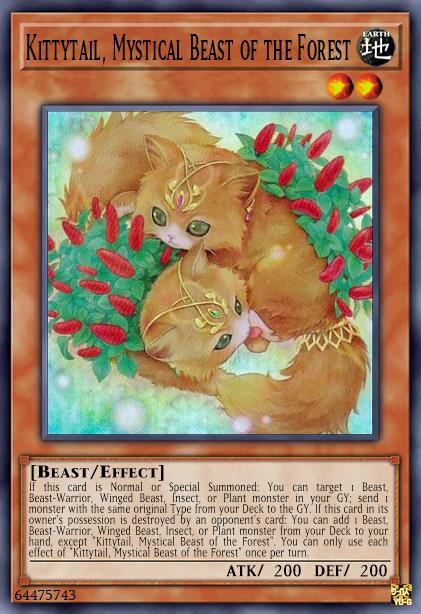 KITTYTAIL, MYSTICAL BEAST OF THE FOREST
EARTH
地
[BEAST/EFFECT]
If this card is Normal or Special Summoned: You can target 1 Beast,
Beast-Warrior, Winged Beast, Insect, or Plant monster in your GY; send 1
monster with the same original Type from your Deck to the GY. If this card in its
owner's possession is destroyed by an opponent's card: You can add 1 Beast,
Beast-Warrior, Winged Beast, Insect, or Plant monster from your Deck to your
hand, except "Kittytail, Mystical Beast of the Forest". You can only use each
effect of "Kittytail, Mystical Beast of the Forest" once per turn.
ATK/ 200 DEF/ 200
64475743